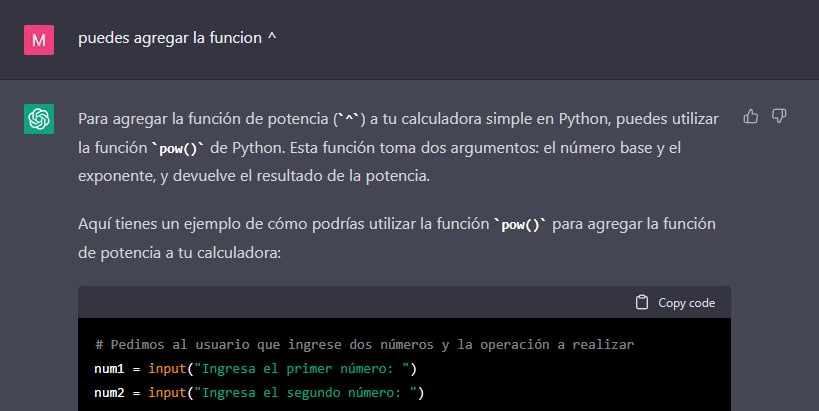 M
puedes agregar la funcion ^
Para agregar la función de potencia (`^`) a tu calculadora simple en Python, puedes utilizar
la función `pow()` de Python. Esta función toma dos argumentos: el número base y el
exponente, y devuelve el resultado de la potencia.
Aquí tienes un ejemplo de cómo podrías utilizar la función `pow()` para agregar la función
de potencia a tu calculadora:
Copy code
# Pedimos al usuario que ingrese dos números y la operación a realizar
num1 = input("Ingresa el primer número: ")
num2 = input("Ingresa el segundo número: ")